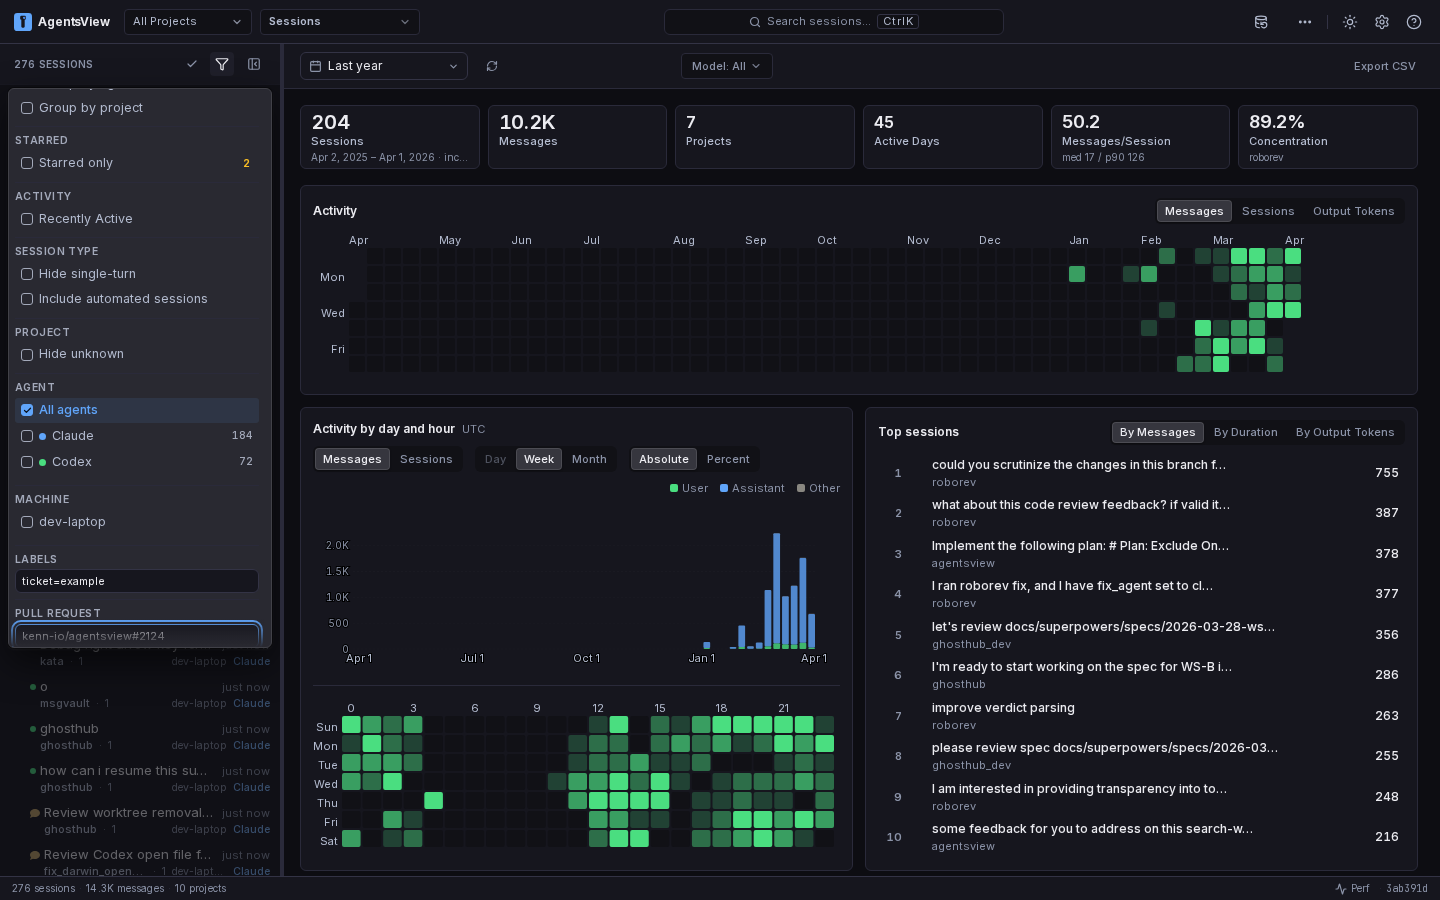 AgentsView
All Projects
Sessions
Search sessions...
CtrlK
276 SESSIONS
Group by project
STARRED
Starred only
2
ACTIVITY
Recently Active
SESSION TYPE
Hide single-turn
Include automated sessions
PROJECT
Hide unknown
AGENT
All agents
Claude
184
Codex
72
MACHINE
dev-laptop
LABELS
ticket=example
PULL REQUEST
kenn-io/agentsview#2124
kata · 1
dev-laptop Claude
o
just now
msgvault · 1
dev-laptop Claude
ghosthub
just now
ghosthub · 1
dev-laptop Claude
how can i resume this su...
just now
ghosthub · 1
dev-laptop Claude
Review worktree removal...
just now
ghosthub · 1
dev-laptop Claude
Review Codex open file f...
just now
fix_darwin_open... · 1 dev-lapt... Claude
Last year
Model: All
Export CSV
204
Sessions
Apr 2, 2025 – Apr 1, 2026 · inc...
10.2K
Messages
7
Projects
45
Active Days
50.2
Messages/Session
med 17 / p90 126
89.2%
Concentration
roborev
Activity
Messages Sessions Output Tokens
Apr May Jun Jul Aug Sep Oct Nov Dec Jan Feb Mar Apr
Mon
Wed
Fri
Activity by day and hour UTC
Messages Sessions
Day Week Month
Absolute Percent
User Assistant Other
2.0K
1.5K
1.0K
500
0
Apr 1 Jul 1 Oct 1 Jan 1 Apr 1
0 3 6 9 12 15 18 21
Sun
Mon
Tue
Wed
Thu
Fri
Sat
Top sessions
By Messages By Duration By Output Tokens
1
could you scrutinize the changes in this branch f...
roborev
755
2
what about this code review feedback? if valid it...
roborev
387
3
Implement the following plan: # Plan: Exclude On...
agentsview
378
4
I ran roborev fix, and I have fix_agent set to cl...
roborev
377
5
let's review docs/superpowers/specs/2026-03-28-ws...
ghosthub_dev
356
6
I'm ready to start working on the spec for WS-B i...
ghosthub
286
7
improve verdict parsing
roborev
263
8
please review spec docs/superpowers/specs/2026-03...
ghosthub_dev
255
9
I am interested in providing transparency into to...
roborev
248
10
some feedback for you to address on this search-w...
agentsview
216
276 sessions 14.3K messages 10 projects
Perf
3ab391d